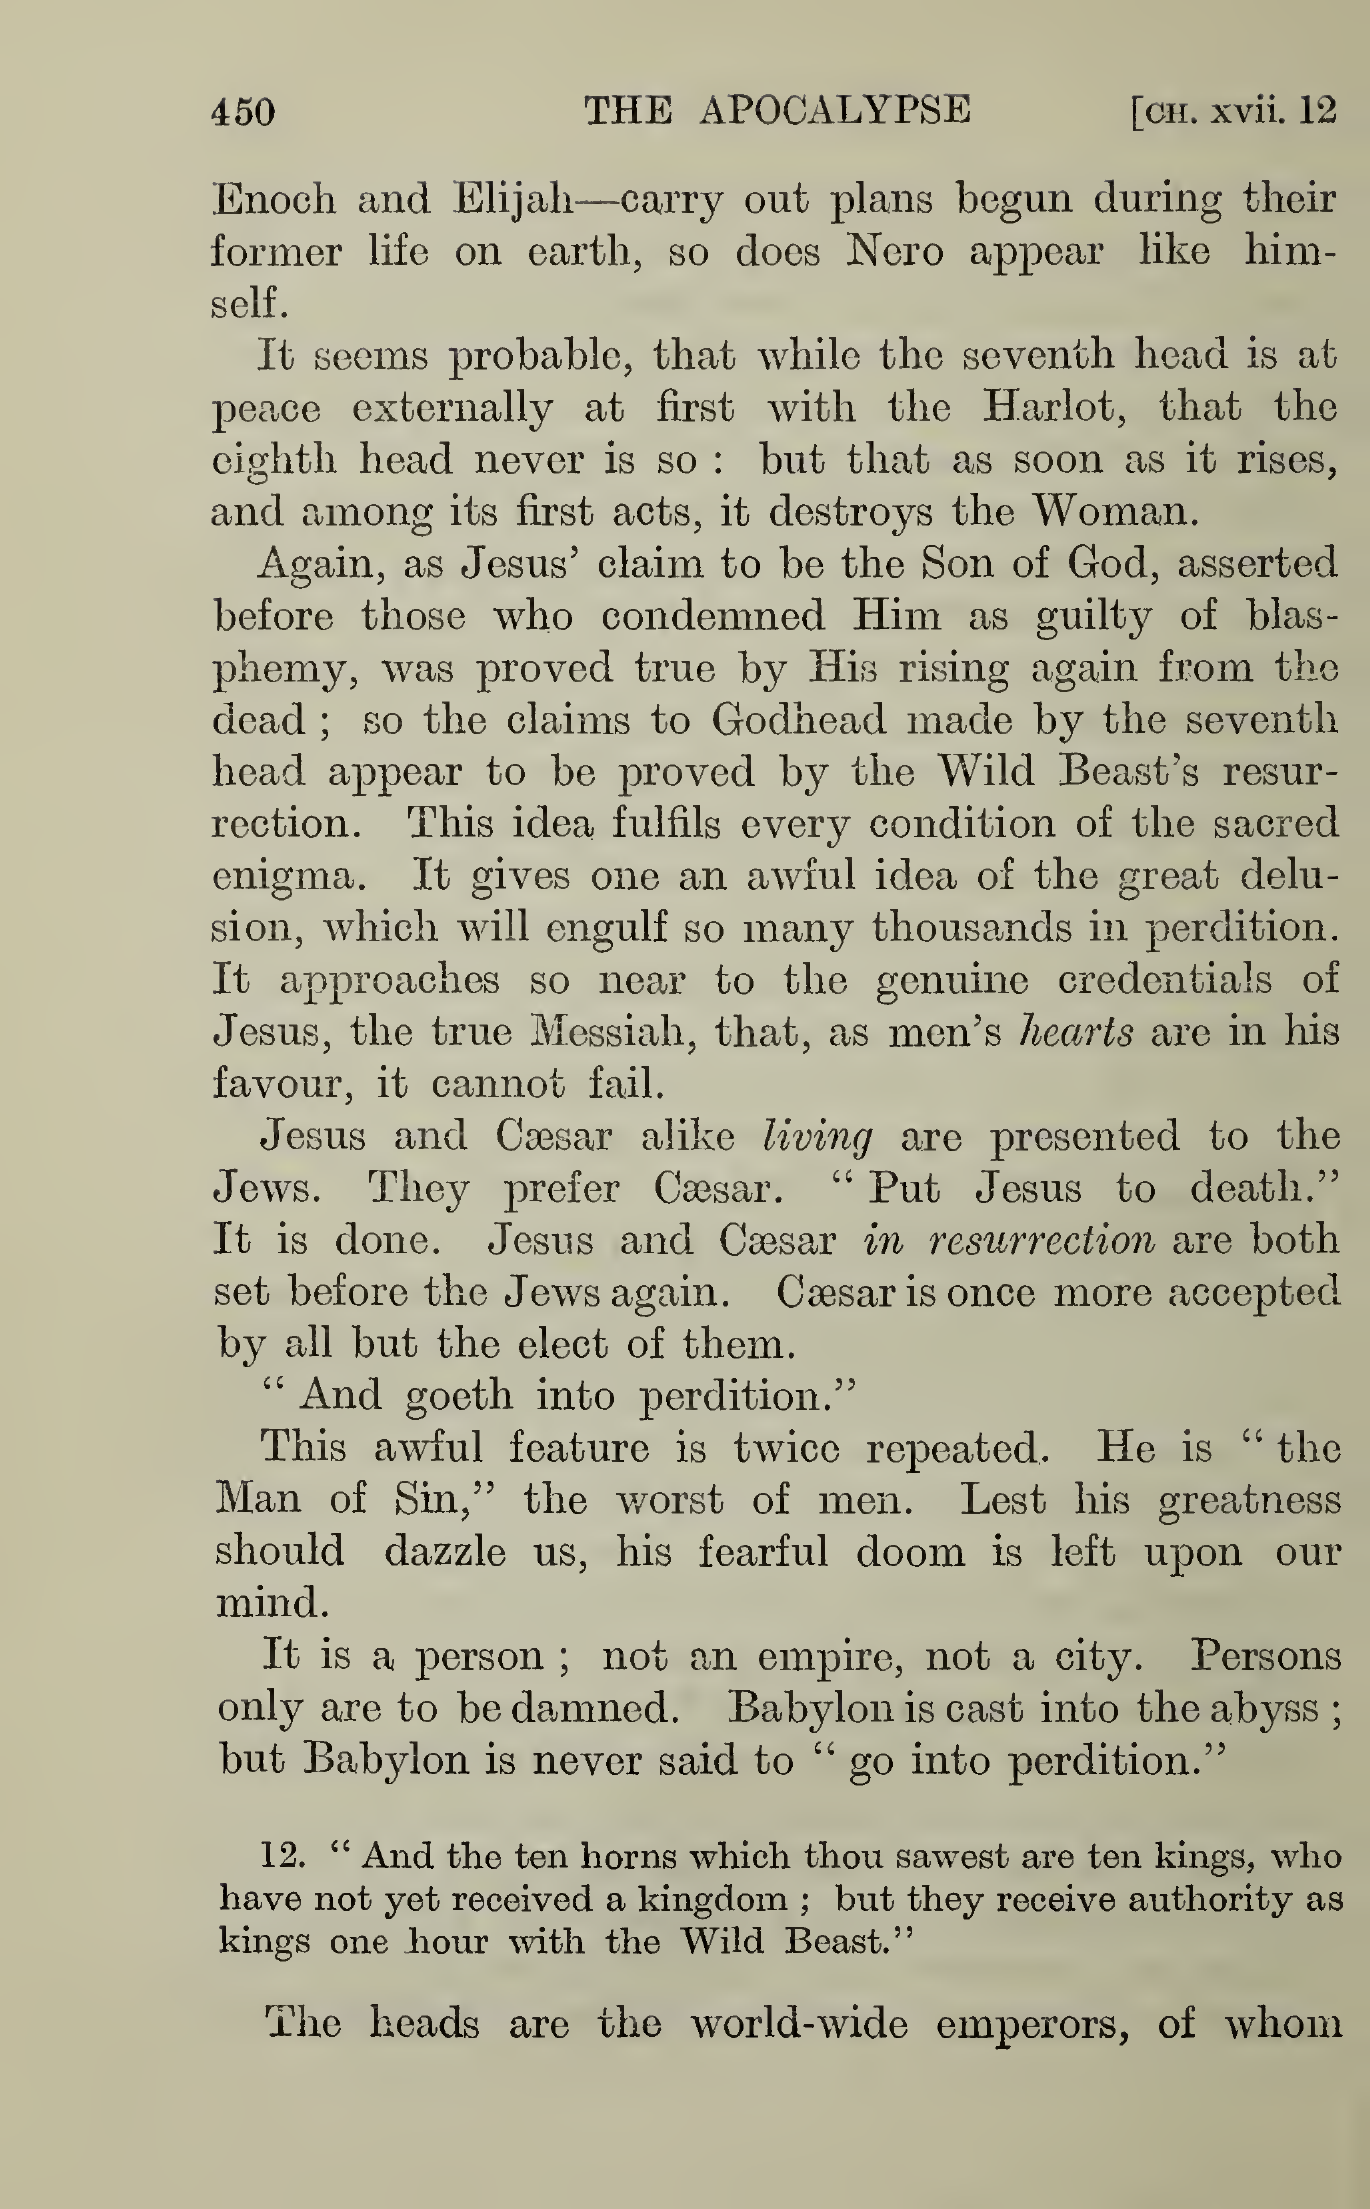 450 THE APOCALYPSE [CH. xvii. 12
Enoch and Elijah—carry out plans begun during their
former life on earth, so does Nero appear like him-
self.
It seems probable, that while the seventh head is at
peace externally at first with the Harlot, that the
eighth head never is so : but that as soon as it rises,
and among its first acts, it destroys the Woman.
Again, as Jesus’ claim to be the Son of God, asserted
before those who condemned Him as guilty of blas-
phemy, was proved true by His rising again from the
dead ; so the claims to Godhead made by the seventh
head appear to be proved by the Wild Beast’s resur-
rection. This idea fulfils every condition of the sacred
enigma. It gives one an awful idea of the great delu-
sion, which will engulf so many thousands in perdition.
It approaches so near to the genuine credentials of
Jesus, the true Messiah, that, as men’s hearts are in his
favour, it cannot fail.
Jesus and Cæsar alike living are presented to the
Jews. They prefer Cæsar. “ Put Jesus to death.”
It is done. Jesus and Cæsar in resurrection are both
set before the Jews again. Cæsar is once more accepted
by all but the elect of them.
“ And goeth into perdition.”
This awful feature is twice repeated. He is “ the
Man of Sin,” the worst of men. Lest his greatness
should dazzle us, his fearful doom is left upon our
mind.
It is a person ; not an empire, not a city. Persons
only are to be damned. Babylon is cast into the abyss ;
but Babylon is never said to “ go into perdition.”
12. “ And the ten horns which thou sawest are ten kings, who
have not yet received a kingdom ; but they receive authority as
kings one hour with the Wild Beast.”
The heads are the world-wide emperors, of whom